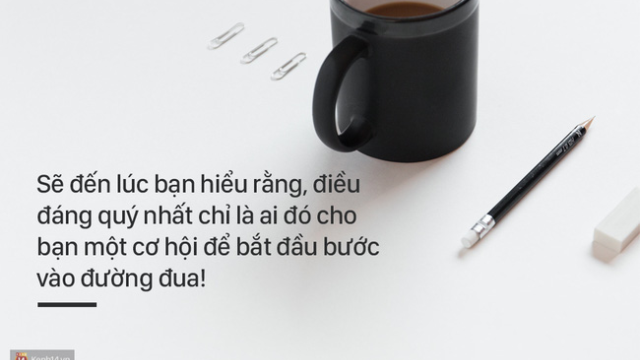 Sẽ đến lúc bạn hiểu rằng, điều
đáng quý nhất chỉ là ai đó cho
bạn một cơ hội để bắt đầu bước
vào đường đua!